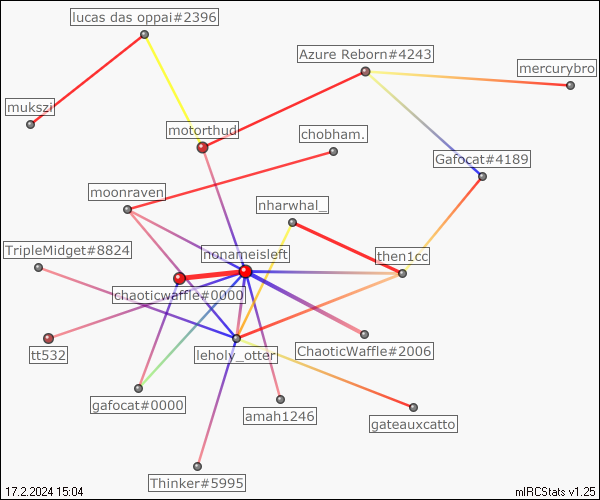 lucas das oppai#2396
Azure Reborn#4243
mercurybro
mukszi
motorthud
chobham.
Gafocat#4189
moonraven
nharwhal_
TripleMidget#8824
nonameisleft
then1cc
Chaoticwaffle#0000
tt532
leholy_otter
ChaoticWaffle#2006
gafocat#0000
amah1246
gateauxcatto
Thinker#5995
17.2.2024 15:04
mIRCStats v1.25